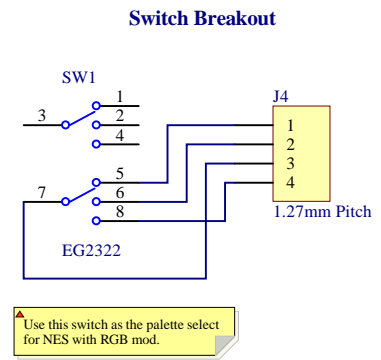 Switch Breakout
SW1
1
3
2
4
5
7
6
8
EG2322
J4
1
2
3
4
1.27mm Pitch
Use this switch as the palette select
for NES with RGB mod.